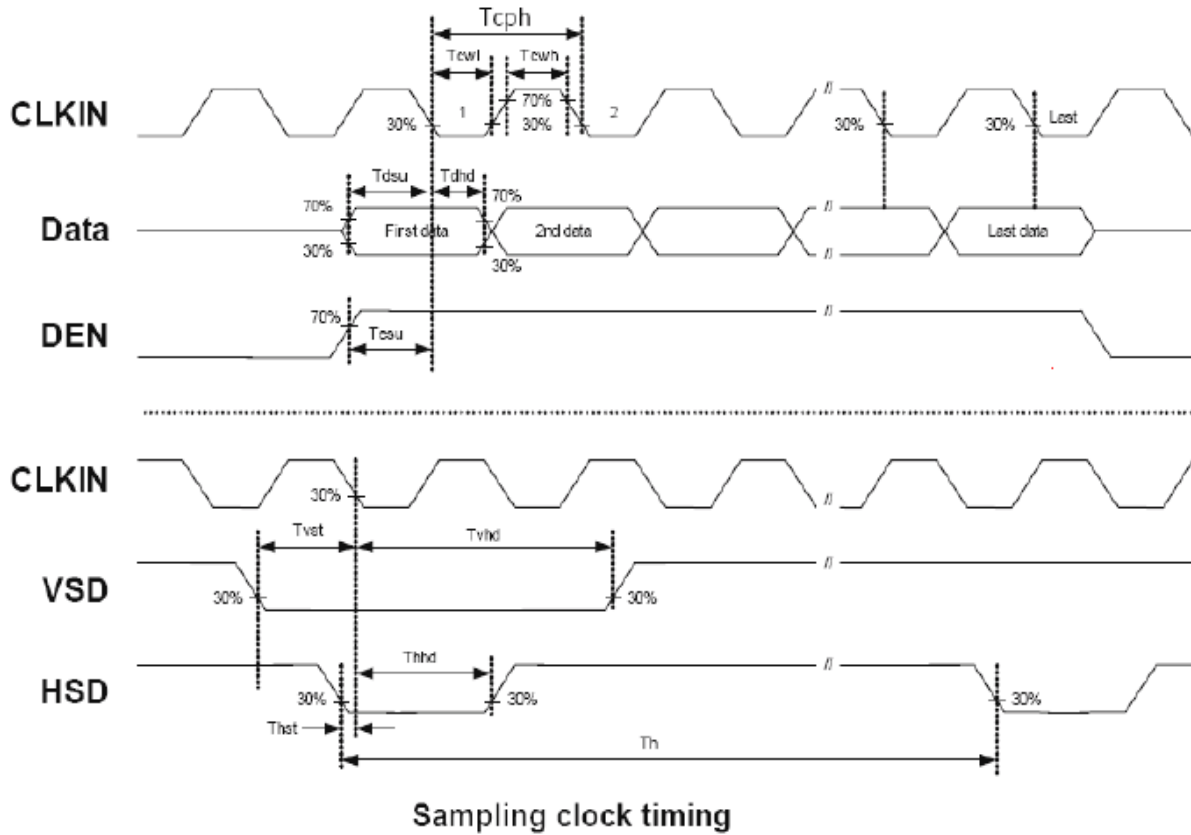 Tcph
Tcwl Tcwh
CLKIN 30% 1 70% 30% 2 // 30% 30% Last
Tdsu Tdhd
70% 70%
Data First data 2nd data // Last data
30% 30%
DEN 70% //
Tesu
CLKIN 30% //
Tvst Tvhd
VSD 30% 30% //
Thhd
HSD 30% 30% // 30%
Thst
Th
Sampling clock timing